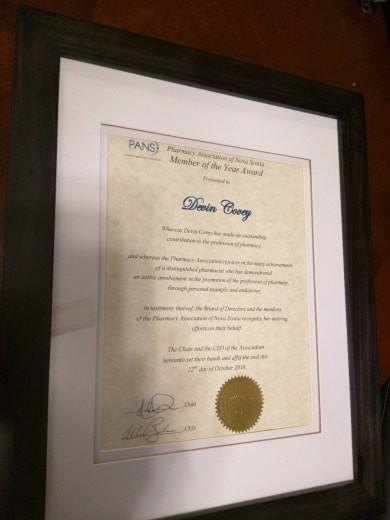 PANS
Pharmacy Association of Nova Scotia
Member of the Year Award
Presented to
Devin Covey
Whereas Devin Covey has made an outstanding
contribution to the profession of pharmacy
and whereas the Pharmacy Association rejoices in the many achievements
of a distinguished pharmacist who has demonstrated
an active involvement in the promotion of the profession of pharmacy
through personal example and endeavour,
in testimony thereof, the Board of Directors and the members
of the Pharmacy Association of Nova Scotia recognize her untiring
efforts on their behalf.
The Chair and the CEO of the Association
hereunto set their hands and affix the seal this
22nd day of October 2010.
Chair
CEO